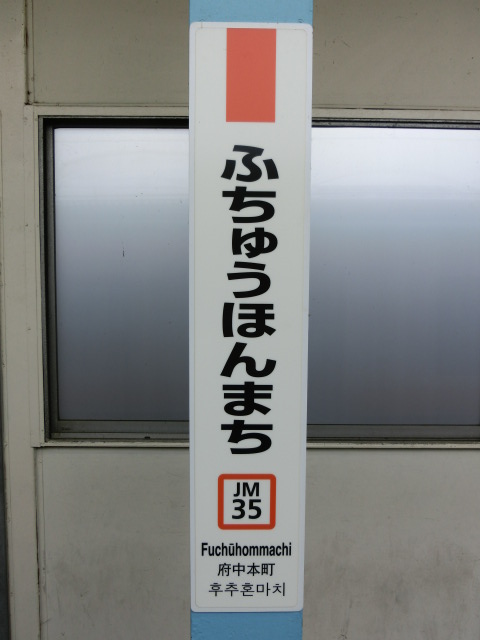 ふちゅうほんまち
JM
35
Fuchūhommachi
府中本町
후추혼마치